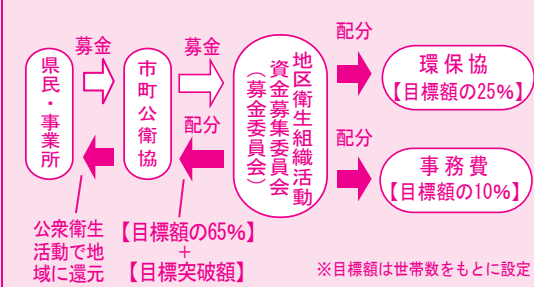 県民・事業所
募金
市町公衛協
募金
配分
地区衛生組織活動
資金募集委員会
（募金委員会）
配分
環保協
【目標額の25%】
配分
事務費
【目標額の10%】
公衆衛生
活動で地
域に還元
【目標額の65%】
+
【目標突破額】
※目標額は世帯数をもとに設定